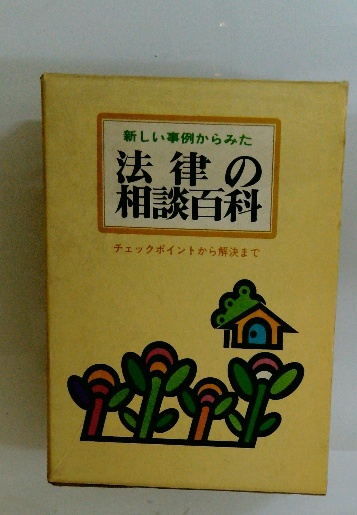 新しい事例からみた
法律の
相談百科
チェックポイントから解決まで